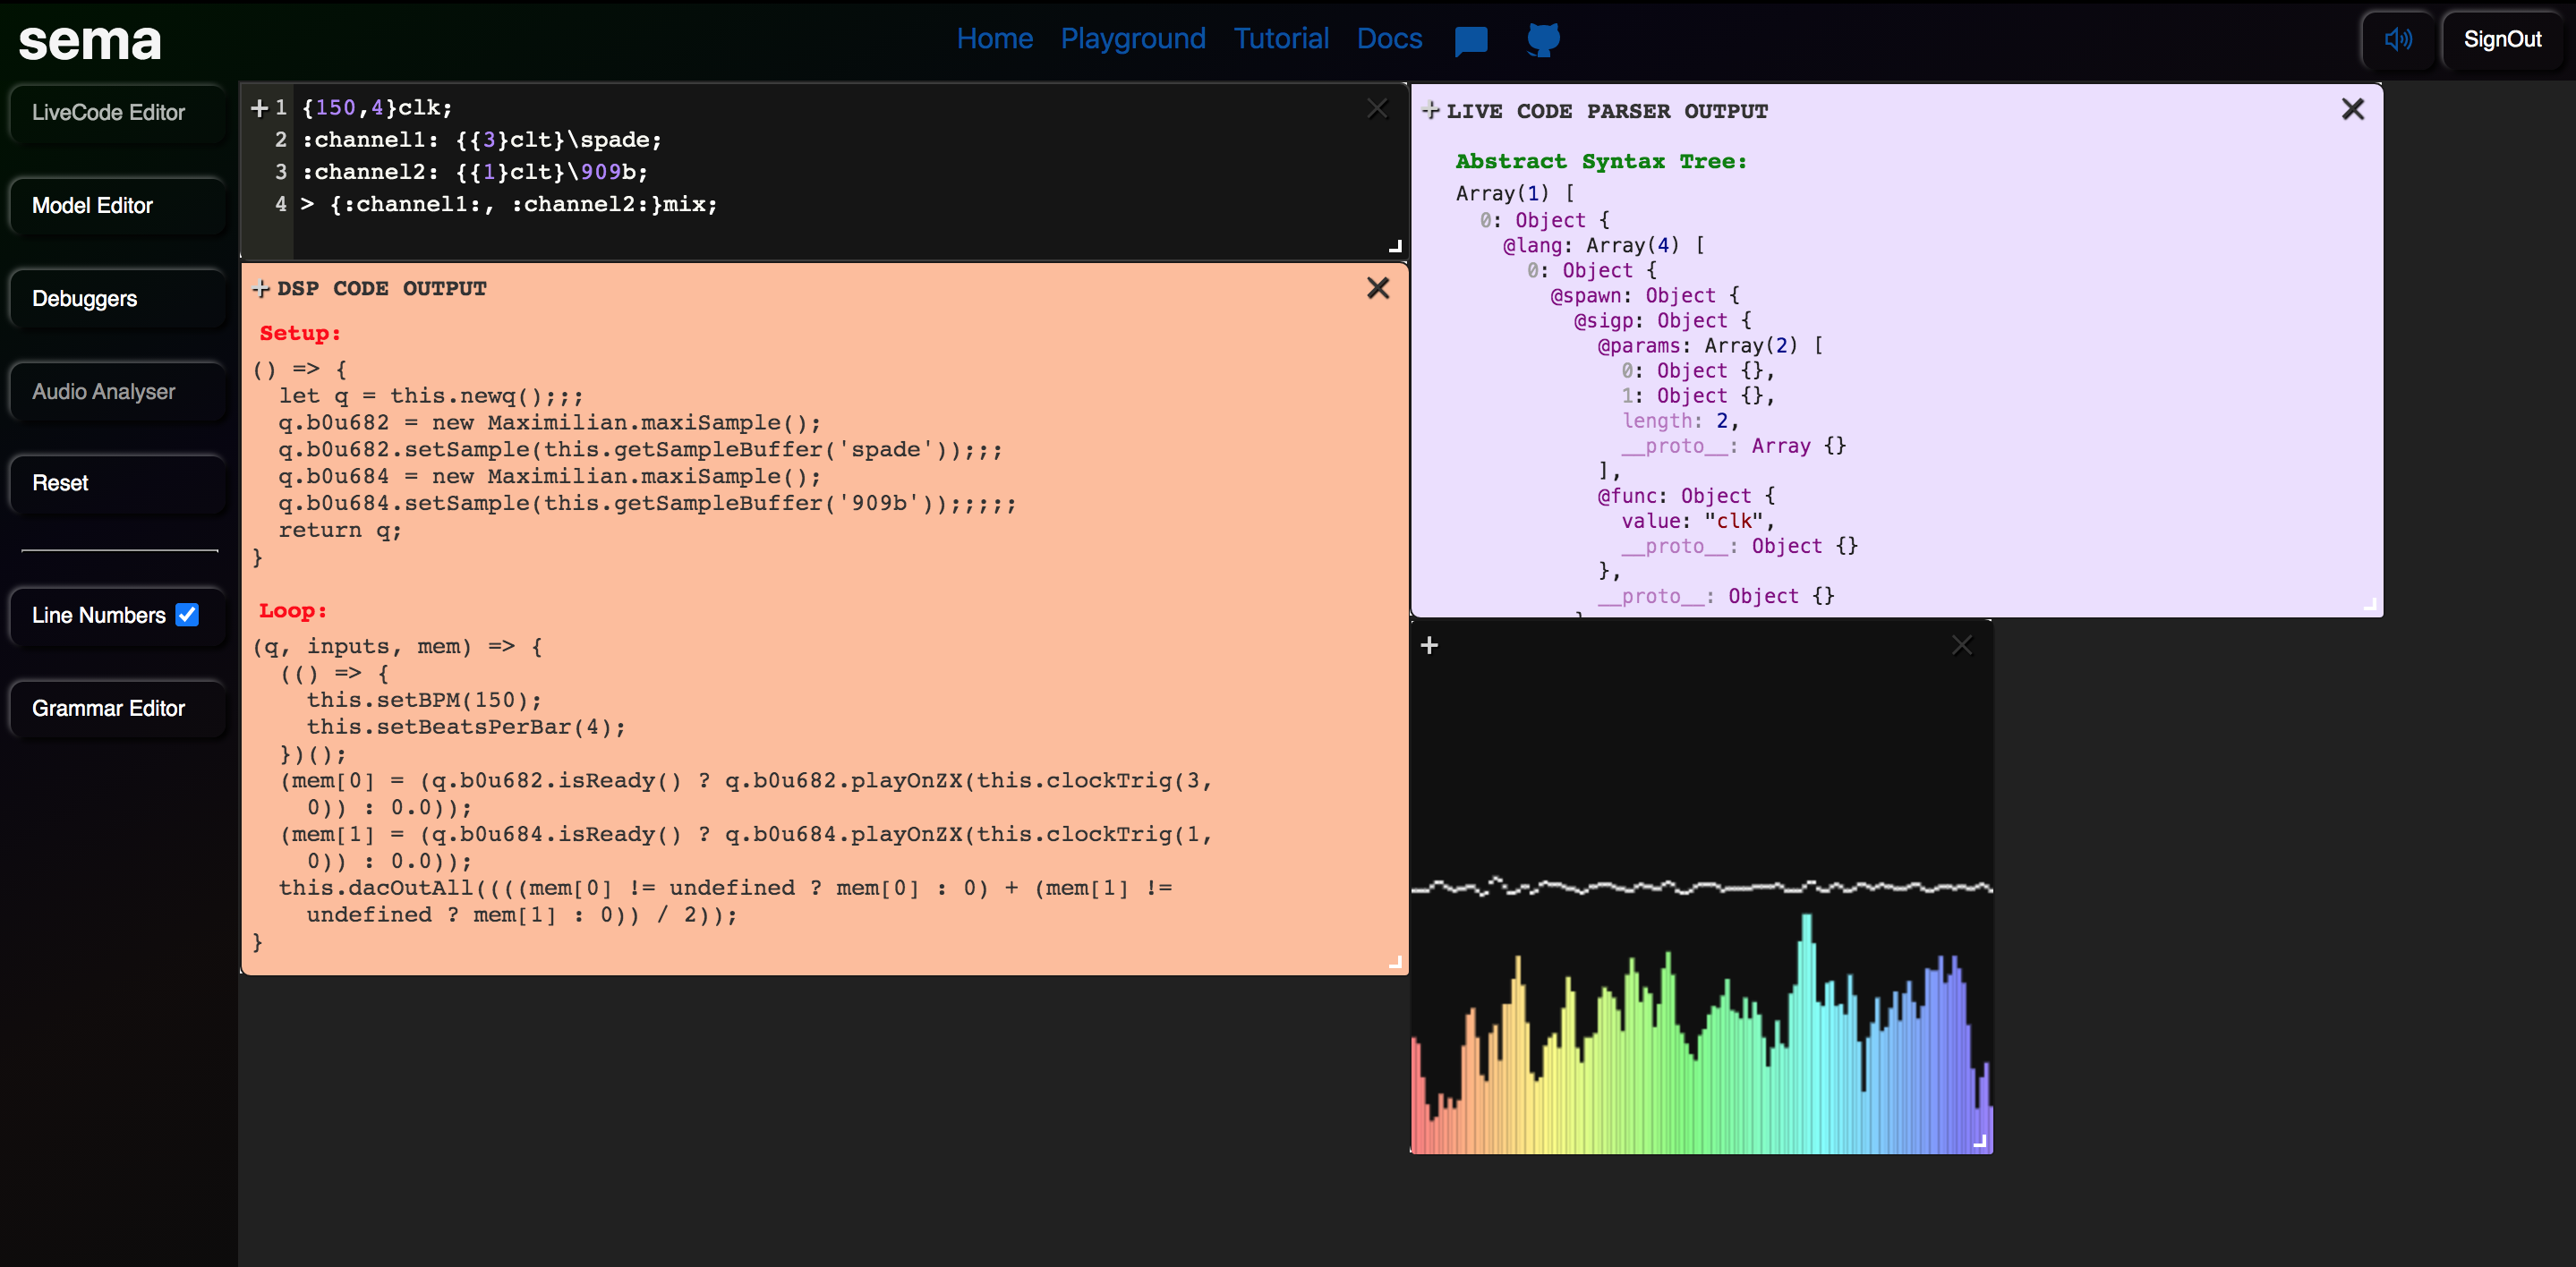 sema
Home Playground Tutorial Docs
SignOut
LiveCode Editor
Model Editor
Debuggers
Audio Analyser
Reset
Line Numbers
Grammar Editor
1 {150,4}clk;
2 :channel1: {{3}clt}\spade;
3 :channel2: {{1}clt}\909b;
4 > {:channel1:, :channel2:}mix;
DSP CODE OUTPUT
Setup:
() => {
let q = this.newq();;;
q.b0u682 = new Maximilian.maxiSample();
q.b0u682.setSample(this.getSampleBuffer('spade'));;;
q.b0u684 = new Maximilian.maxiSample();
q.b0u684.setSample(this.getSampleBuffer('909b'));;;;;
return q;
}
Loop:
(q, inputs, mem) => {
(() => {
this.setBPM(150);
this.setBeatsPerBar(4);
})();
(mem[0] = (q.b0u682.isReady() ? q.b0u682.playOnZX(this.clockTrig(3,
0)) : 0.0));
(mem[1] = (q.b0u684.isReady() ? q.b0u684.playOnZX(this.clockTrig(1,
0)) : 0.0));
this.dacOutAll((((mem[0] != undefined ? mem[0] : 0) + (mem[1] !=
undefined ? mem[1] : 0)) / 2));
}
LIVE CODE PARSER OUTPUT
Abstract Syntax Tree:
Array(1) [
0: Object {
@lang: Array(4) [
0: Object {
@spawn: Object {
@sigp: Object {
@params: Array(2) [
0: Object {},
1: Object {},
length: 2,
__proto__: Array {}
],
@func: Object {
value: "clk",
__proto__: Object {}
},
__proto__: Object {}